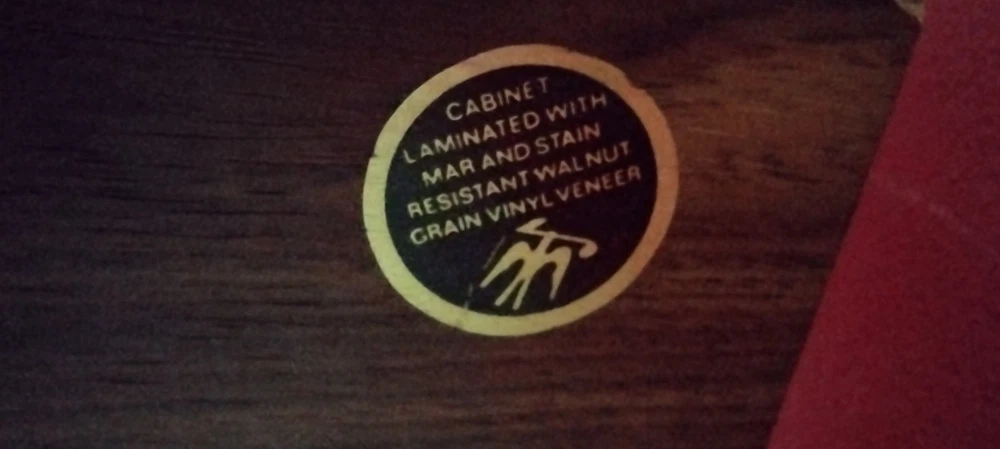 CABINET
LAMINATED WITH
MAR AND STAIN
RESISTANT WALNUT
GRAIN VINYL VENEER